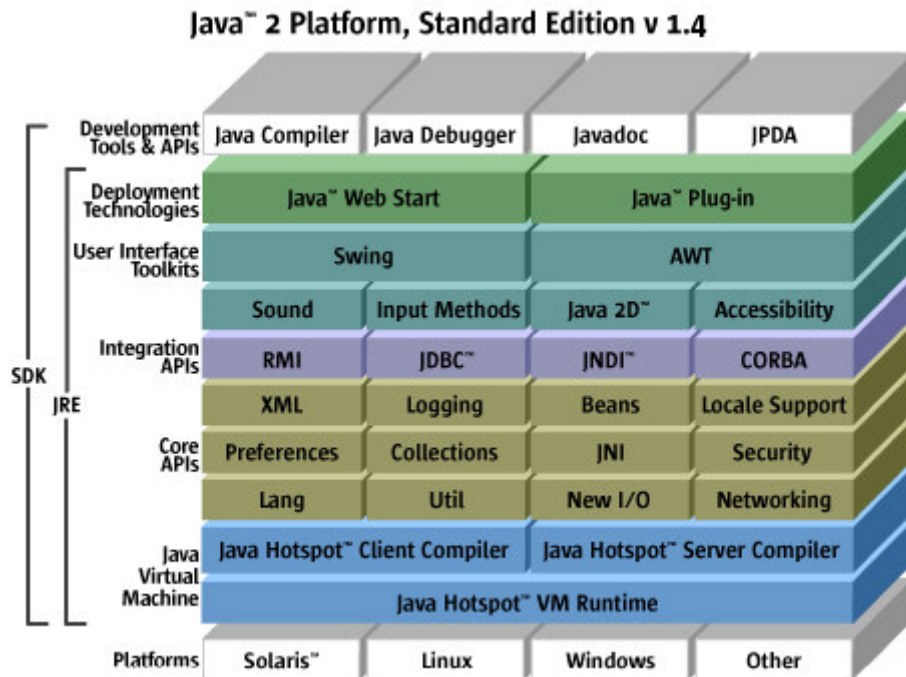 Java™ 2 Platform, Standard Edition v 1.4
Development
Tools & APIs
Java Compiler
Java Debugger
Javadoc
JPDA
Deployment
Technologies
Java™ Web Start
Java™ Plug-in
User Interface
Toolkits
Swing
AWT
Sound
Input Methods
Java 2D™
Accessibility
Integration
APIs
RMI
JDBC™
JNDI™
CORBA
SDK
JRE
XML
Logging
Beans
Locale Support
Core
APIs
Preferences
Collections
JNI
Security
Lang
Util
New I/O
Networking
Java
Virtual
Machine
Java Hotspot™ Client Compiler
Java Hotspot™ Server Compiler
Java Hotspot™ VM Runtime
Platforms
Solaris™
Linux
Windows
Other